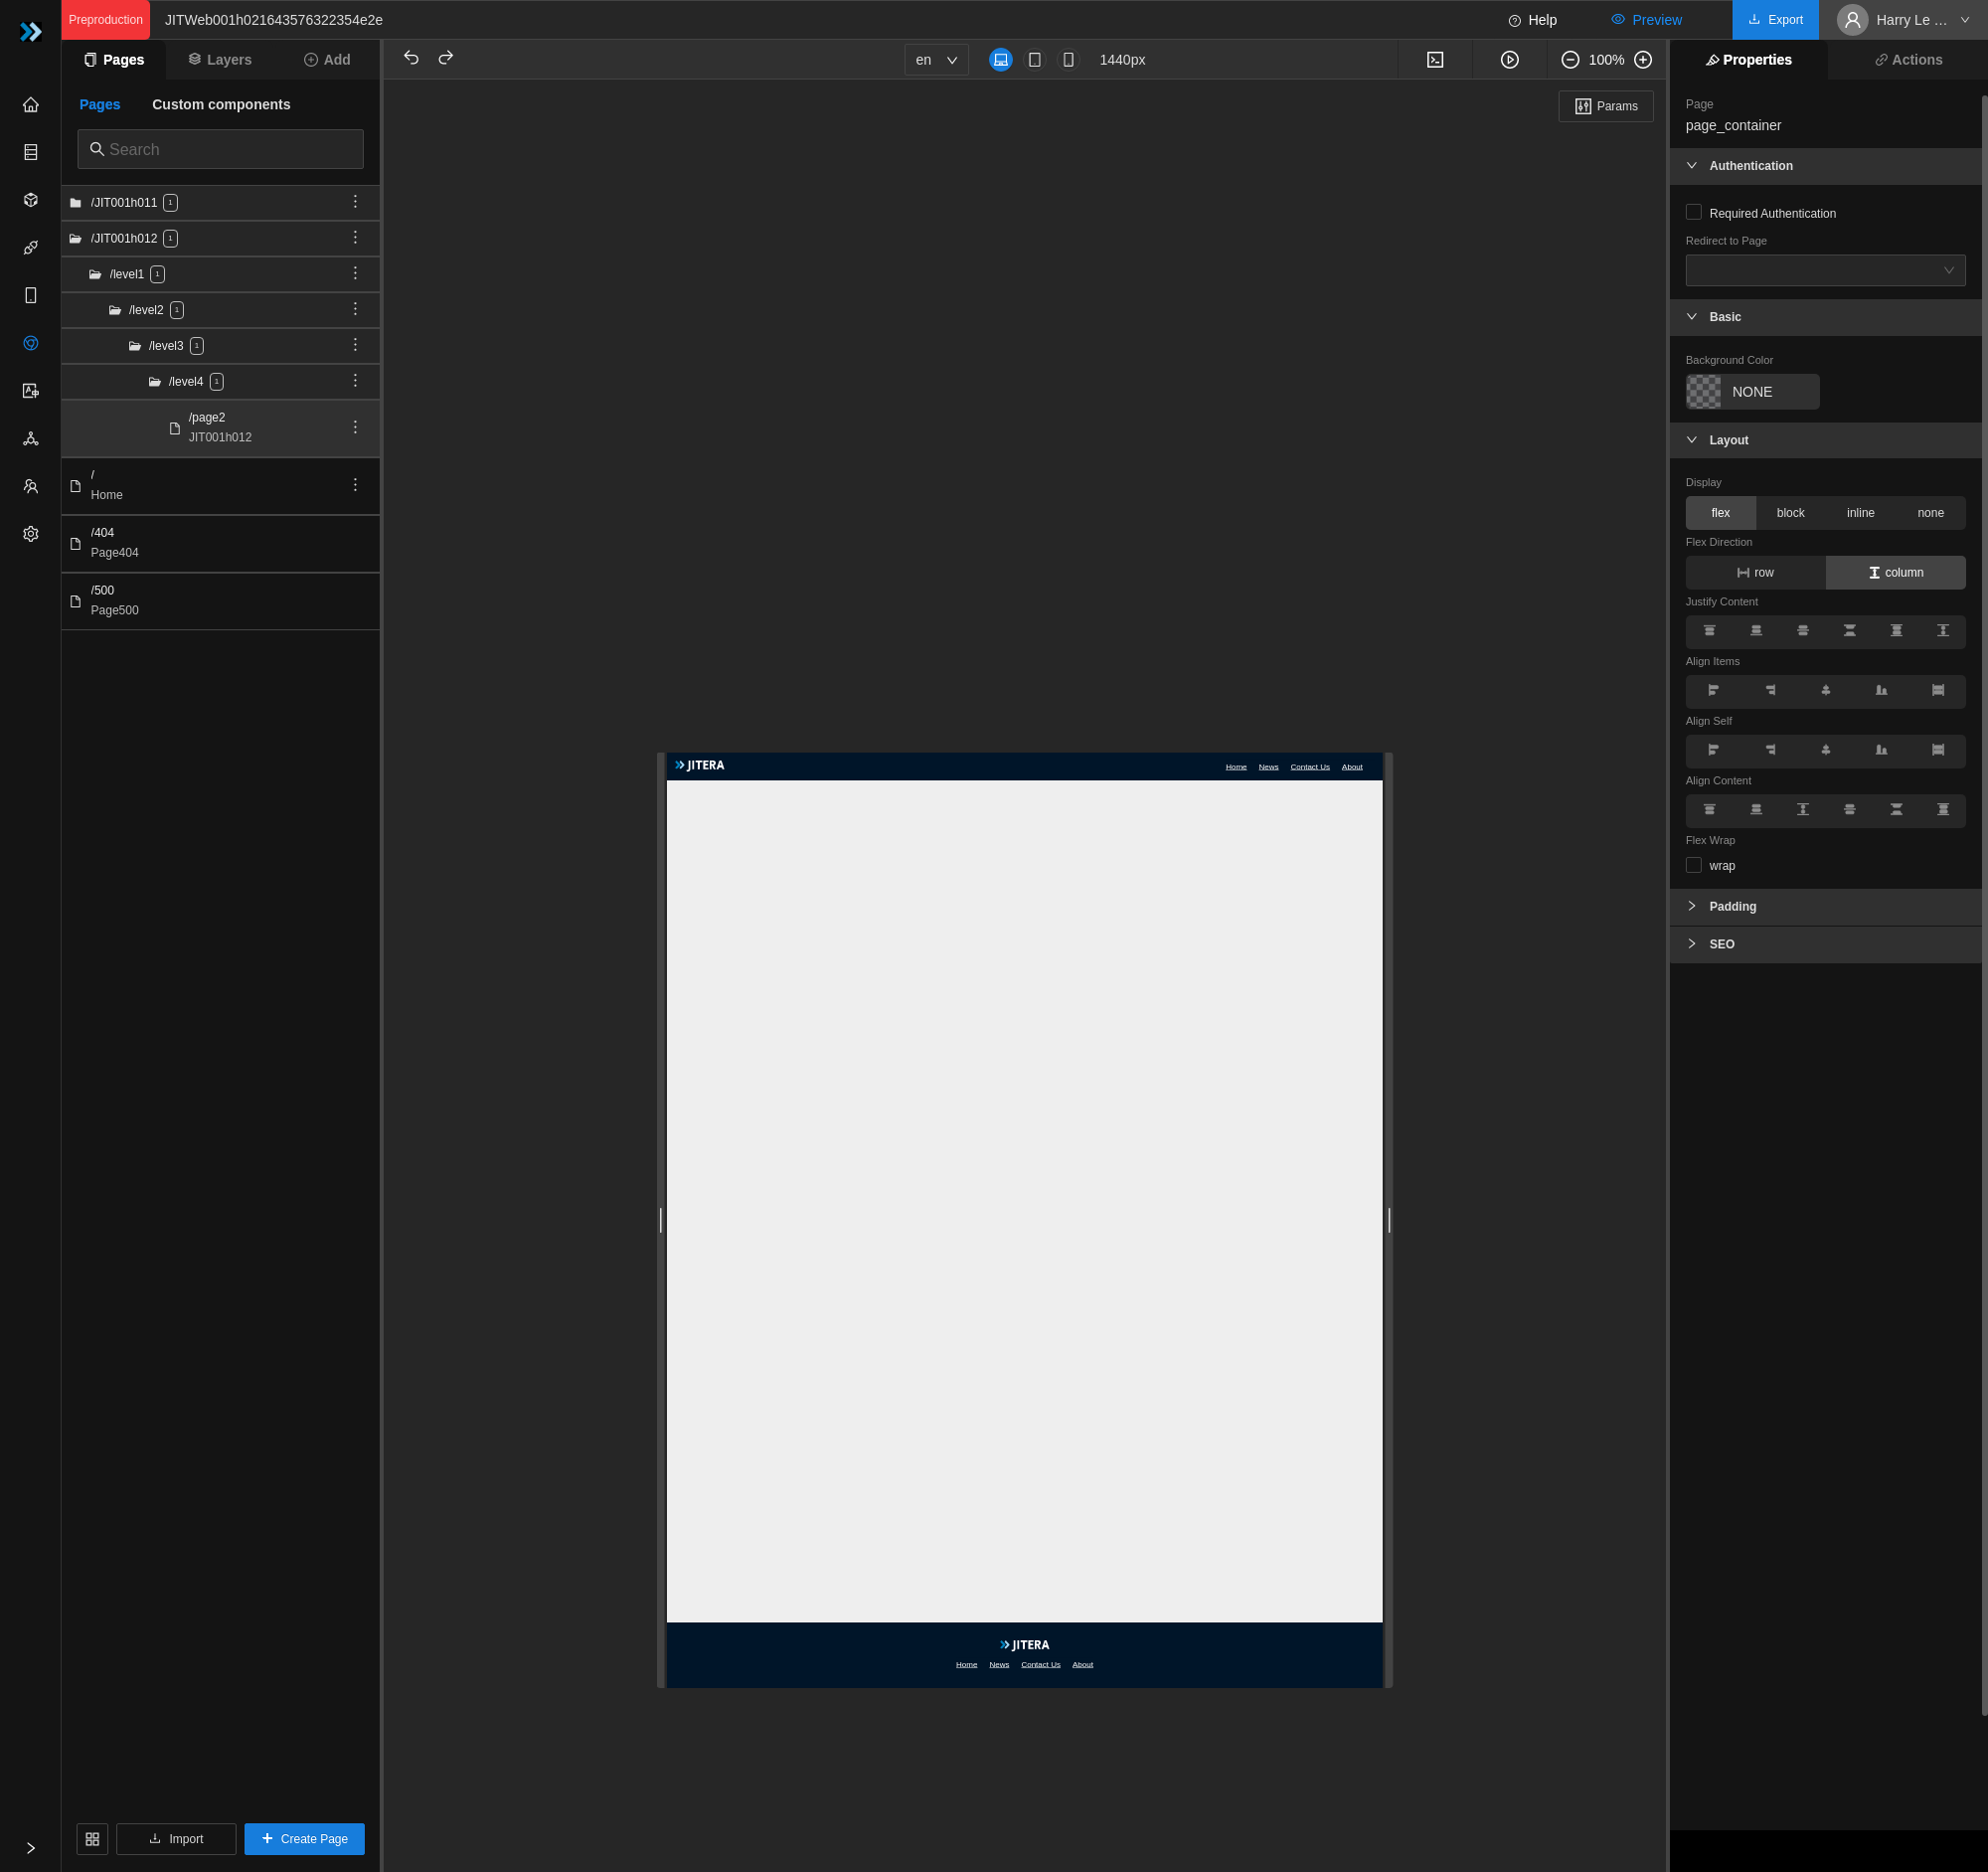 Preproduction JITWeb001h021643576322354e2e Help Preview Export Harry Le ...
Pages Layers Add
en 1440px 100%
Properties Actions
Pages Custom components
Search
/JIT001h011 1
/JIT001h012 1
/level1 1
/level2 1
/level3 1
/level4 1
/page2
JIT001h012
/
Home
/404
Page404
/500
Page500
Import Create Page
Params
JITERA Home News Contact Us About
JITERA
Home News Contact Us About
Page
page_container
Authentication
Required Authentication
Redirect to Page
Basic
Background Color
NONE
Layout
Display
flex block inline none
Flex Direction
row column
Justify Content
Align Items
Align Self
Align Content
Flex Wrap
wrap
Padding
SEO